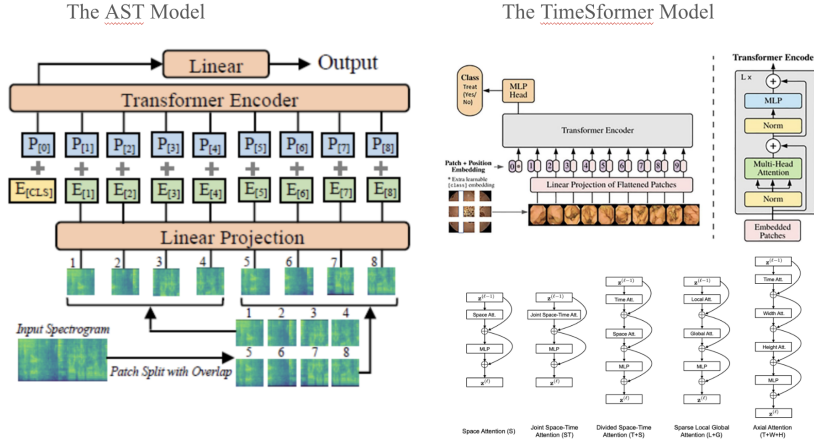 The AST Model
Linear
Output
Transformer Encoder
P[0] P[1] P[2] P[3] P[4] P[5] P[6] P[7] P[8]
+ + + + + + + + +
E[CLS] E[1] E[2] E[3] E[4] E[5] E[6] E[7] E[8]
Linear Projection
1 2 3 4 5 6 7 8
1 2 3 4
Input Spectrogram
5 6 7 8
Patch Split with Overlap
The TimeSformer Model
Class
Treat
(Yes/
No)
MLP
Head
Transformer Encoder
Patch + Position
Embedding
* Extra learnable
[class] embedding
0 * 1 2 3 4 5 6 7 8 9
Linear Projection of Flattened Patches
Transformer Encode
L x
+
MLP
Norm
+
Multi-Head
Attention
Norm
Embedded
Patches
z(ℓ−1)
Space Att.
MLP
z(ℓ)
Space Attention (S)
z(ℓ−1)
Joint Space-Time Att.
MLP
z(ℓ)
Joint Space-Time
Attention (ST)
z(ℓ−1)
Time Att.
Space Att.
MLP
z(ℓ)
Divided Space-Time
Attention (T+S)
z(ℓ−1)
Local Att.
Global Att.
MLP
z(ℓ)
Sparse Local Global
Attention (L+G)
z(ℓ−1)
Time Att.
Width Att.
Height Att.
MLP
z(ℓ)
Axial Attention
(T+W+H)